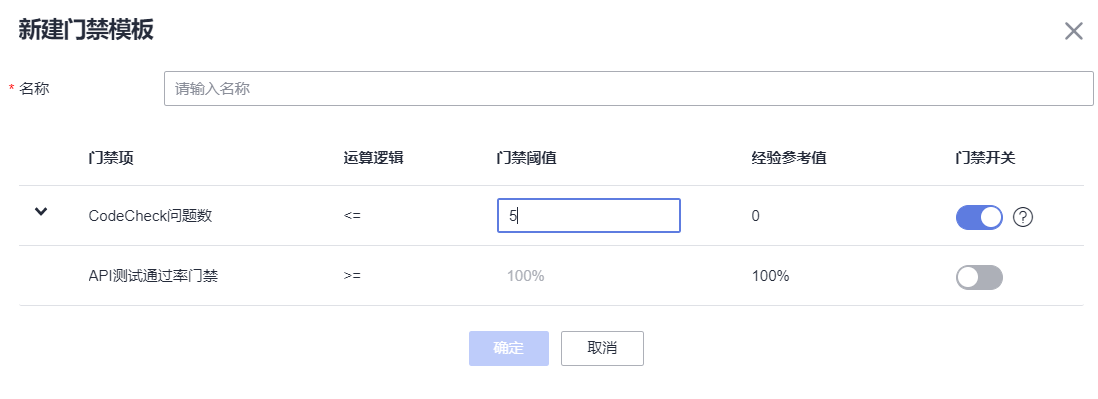 新建门禁模板
* 名称 请输入名称
门禁项 运算逻辑 门禁阈值 经验参考值 门禁开关
CodeCheck问题数 <= 5 0 ?
API测试通过率门禁 >= 100% 100%
确定 取消